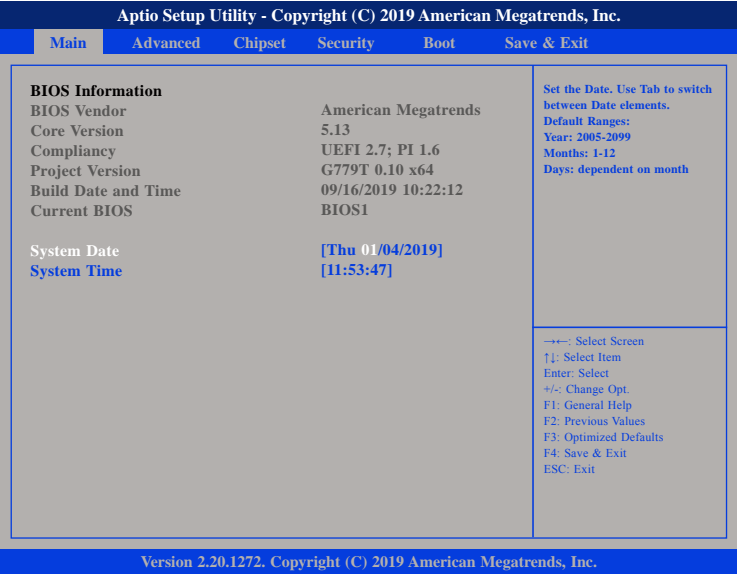 Aptio Setup Utility - Copyright (C) 2019 American Megatrends, Inc.
Main Advanced Chipset Security Boot Save & Exit
BIOS Information
BIOS Vendor American Megatrends
Core Version 5.13
Compliancy UEFI 2.7; PI 1.6
Project Version G779T 0.10 x64
Build Date and Time 09/16/2019 10:22:12
Current BIOS BIOS1
System Date [Thu 01/04/2019]
System Time [11:53:47]
Set the Date. Use Tab to switch
between Date elements.
Default Ranges:
Year: 2005-2099
Months: 1-12
Days: dependent on month
→←: Select Screen
↑↓: Select Item
Enter: Select
+/-: Change Opt.
F1: General Help
F2: Previous Values
F3: Optimized Defaults
F4: Save & Exit
ESC: Exit
Version 2.20.1272. Copyright (C) 2019 American Megatrends, Inc.